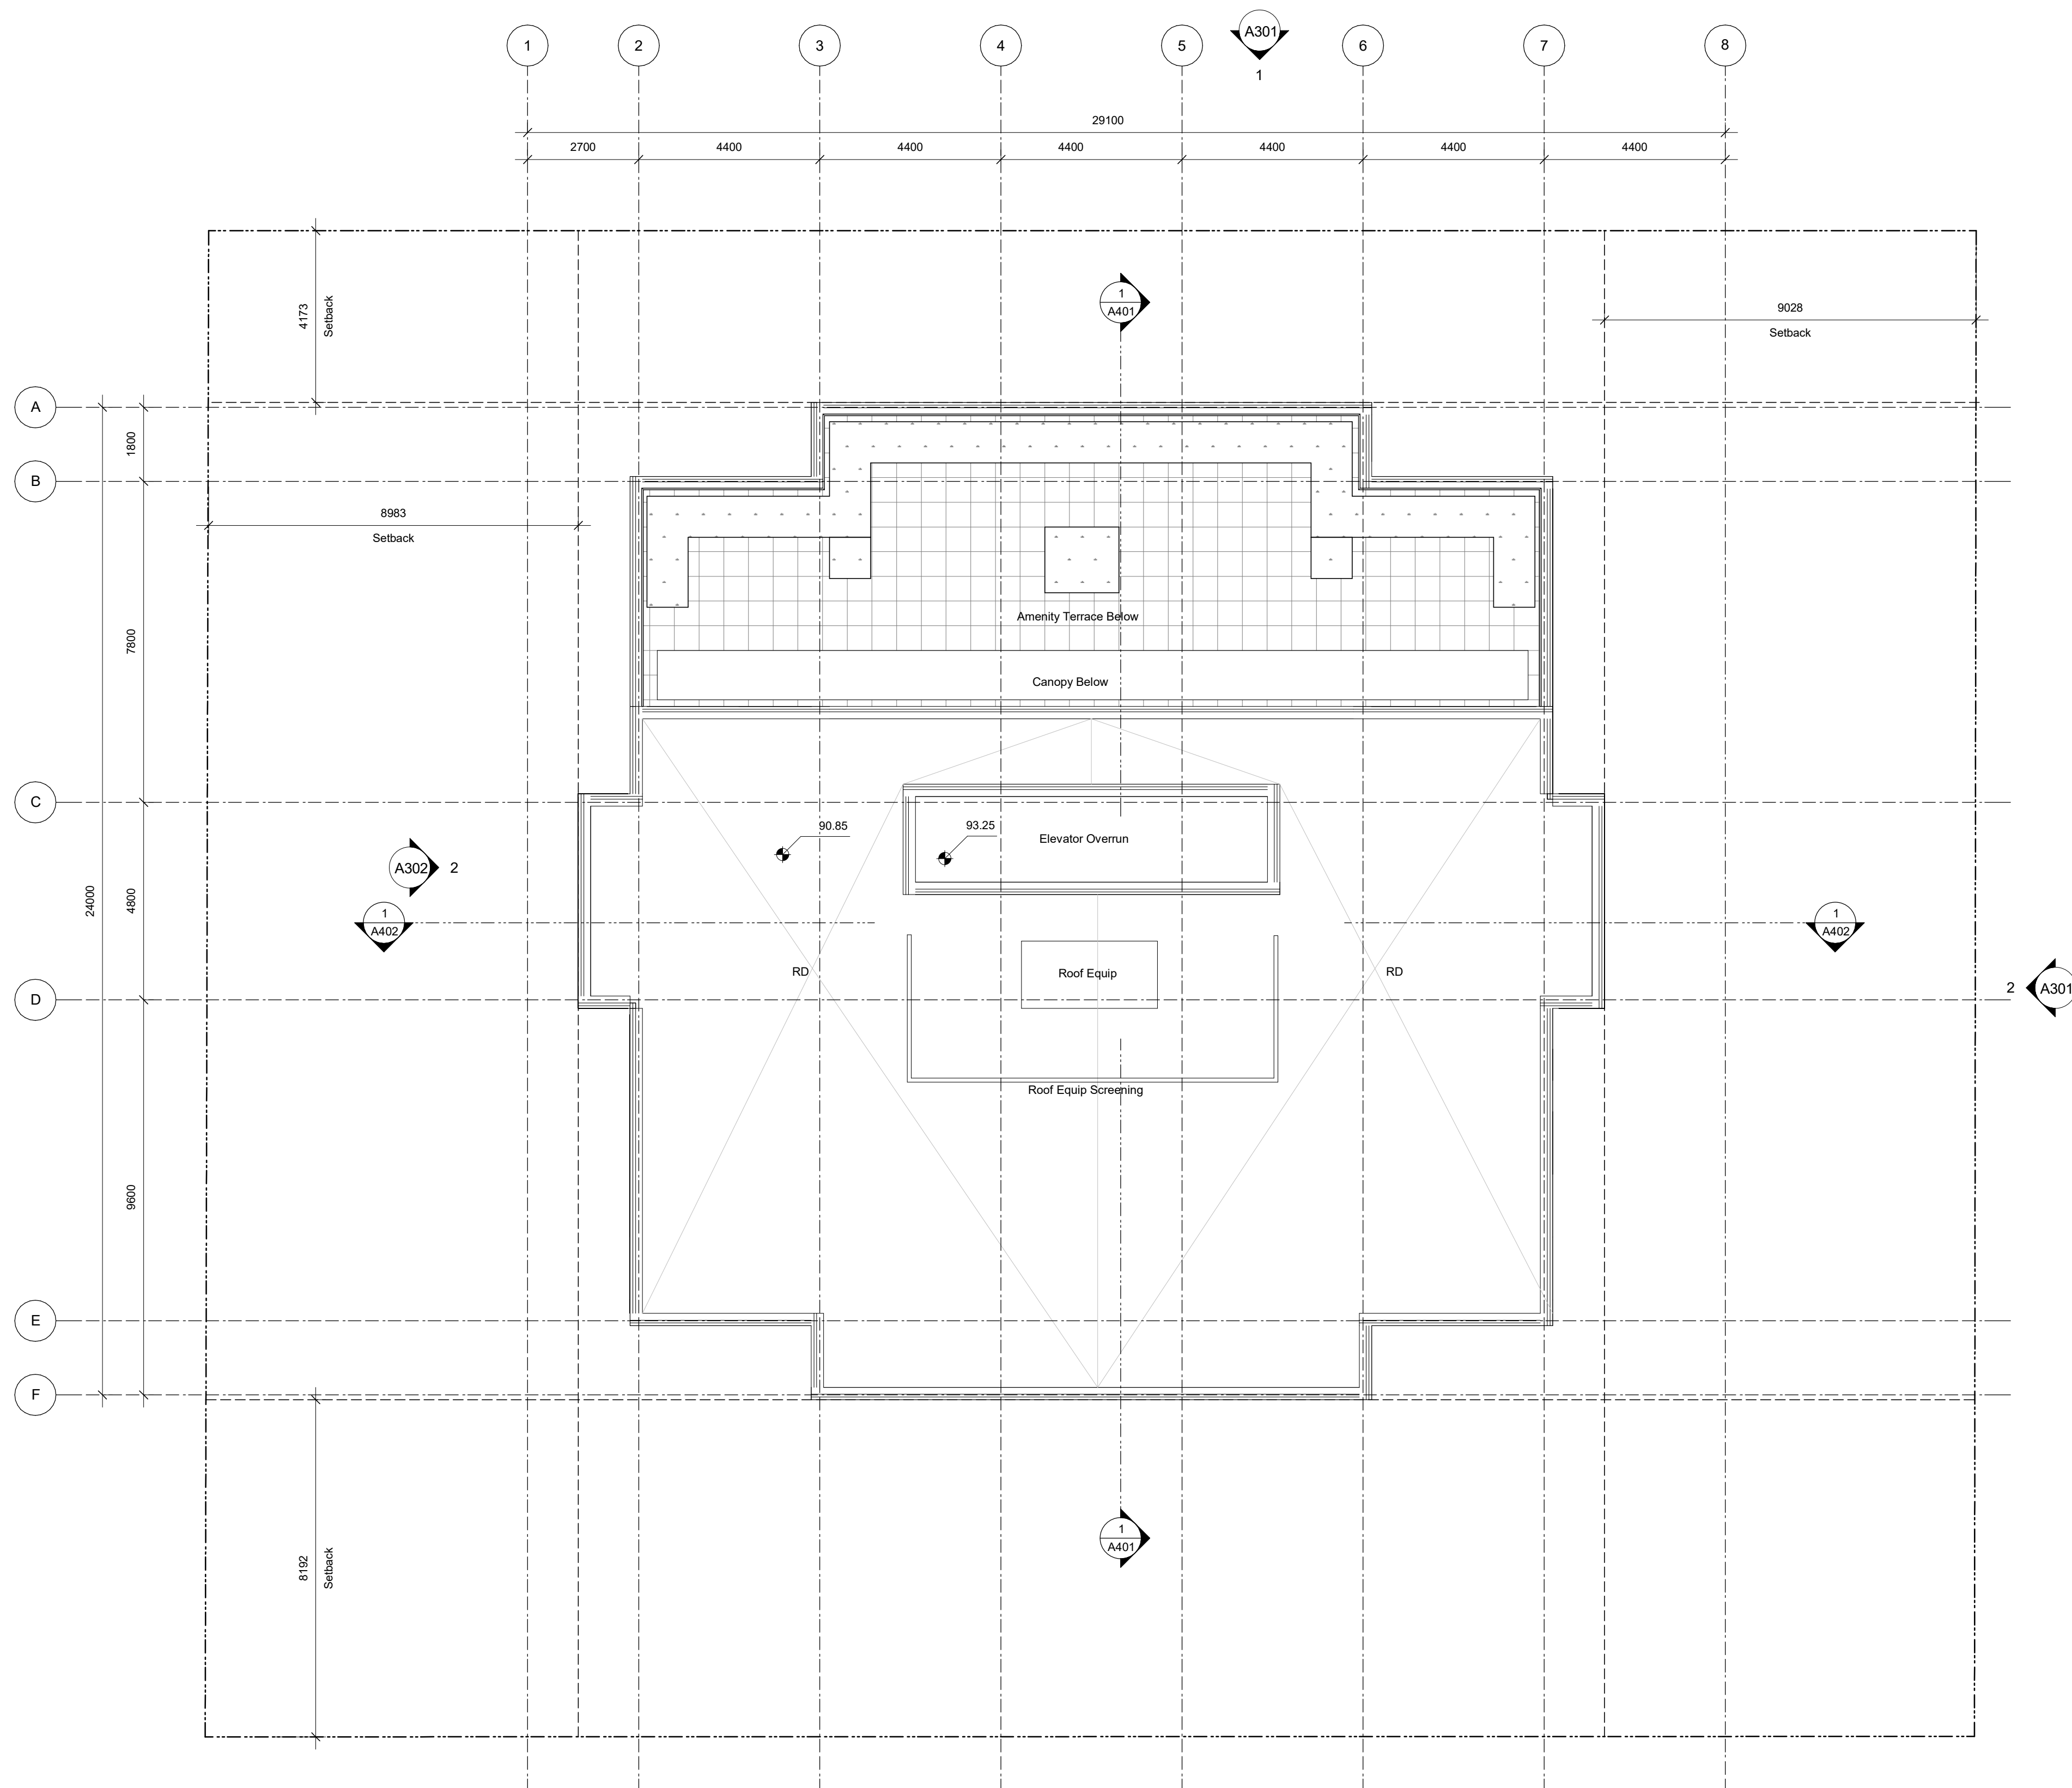 1 2 3 4 5 6 7 8
A301
1
29100
2700 4400 4400 4400 4400 4400 4400
4173
Setback
1
A401
9028
Setback
A
1800
B
8983
Setback
7800
Amenity Terrace Below
Canopy Below
C
90.85
93.25
Elevator Overrun
A302 2
24000
4800
1
A402
1
A402
RD
Roof Equip
RD
D
2 A301
Roof Equip Screening
9600
E
F
8192
Setback
1
A401